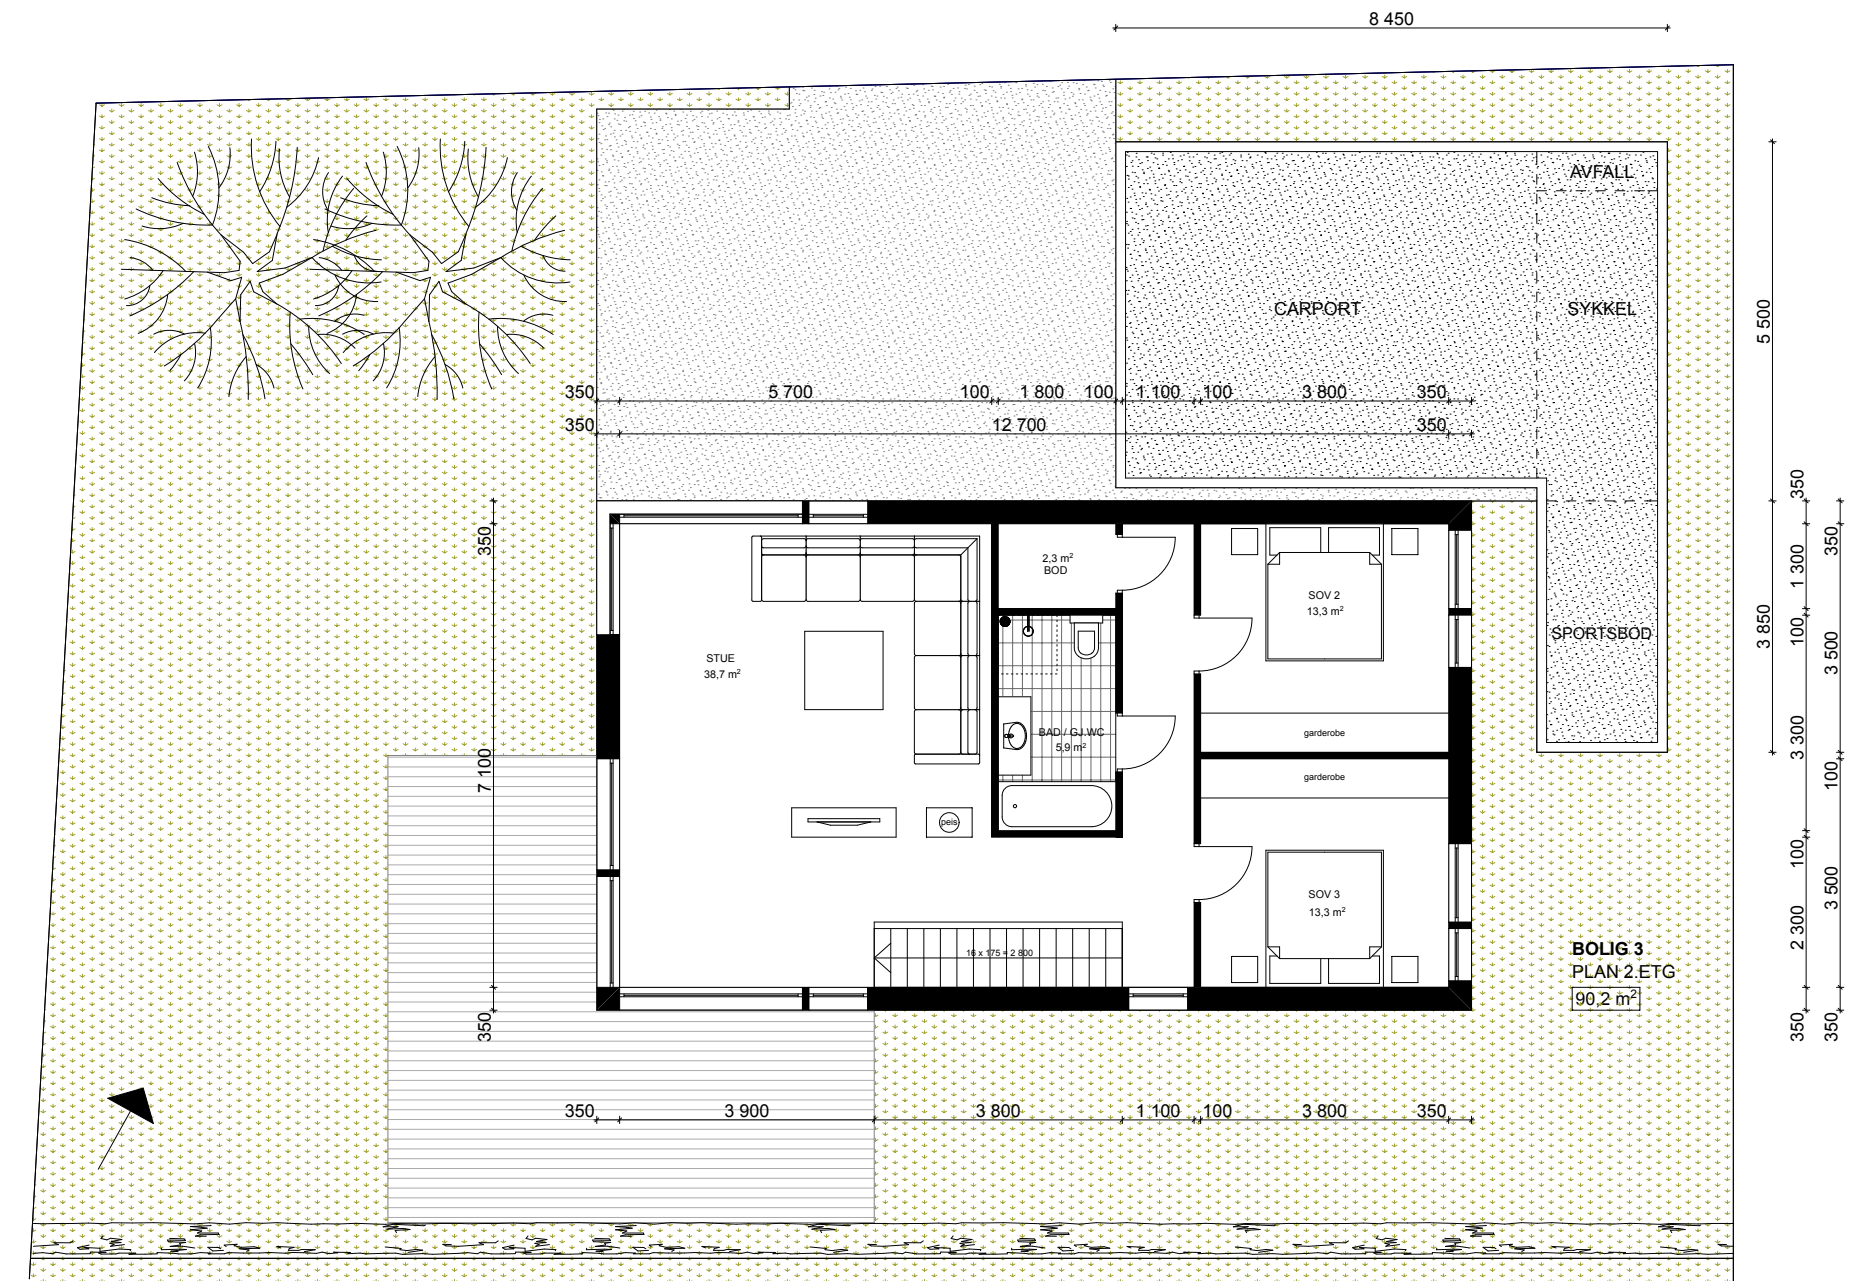 8 450
AVFALL
CARPORT
SYKKEL
5 500
350
5 700
100
1 800
100
1 100
100
3 800
350
350
12 700
350
350
350
350
2,3 m²
BOD
SOV 2
13,3 m²
1 300
100
3 850
SPORTSBOD
3 500
STUE
38,7 m²
BAD / GJ.WC
5,9 m²
garderobe
3 300
garderobe
100
7 100
peis
100
SOV 3
13,3 m²
3 500
16 x 175 = 2 800
2 300
BOLIG 3
PLAN 2.ETG
90,2 m²
350
350
350
350
3 900
3 800
1 100
100
3 800
350